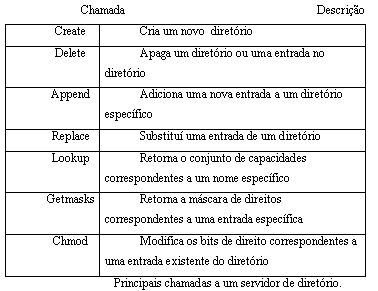 Chamada Descrição
Create Cria um novo diretório
Delete Apaga um diretório ou uma entrada no
diretório
Append Adiciona uma nova entrada a um diretório
específico
Replace Substituí uma entrada de um diretório
Lookup Retorna o conjunto de capacidades
correspondentes a um nome específico
Getmasks Retorna a máscara de direitos
correspondentes a uma entrada específica
Chmod Modifica os bits de direito correspondentes a
uma entrada existente do diretório
Principais chamadas a um servidor de diretório.